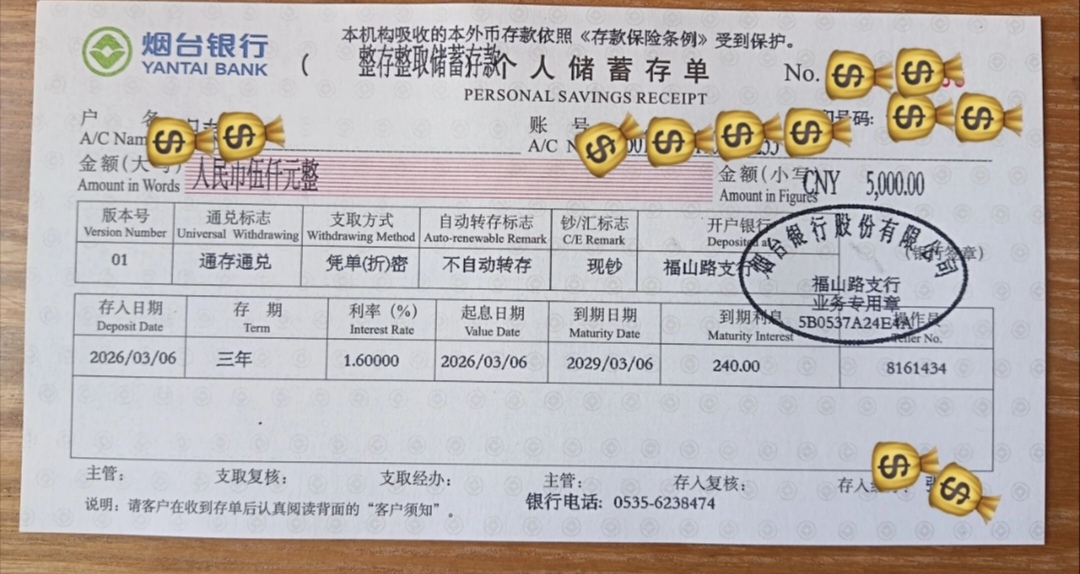 烟台银行
YANTAI BANK
本机构吸收的本外币存款依照《存款保险条例》受到保护。
( 整存整取储蓄存款 个人储蓄存单
PERSONAL SAVINGS RECEIPT
No.
户 名
A/C Nam
账 号
A/C N
号码:
金额(大写)
Amount in Words
人民币伍仟元整
金额(小写
Amount in Figures
CNY 5,000.00
版本号 通兑标志 支取方式 自动转存标志 钞/汇标志 开户银行
Version Number Universal Withdrawing Withdrawing Method Auto-renewable Remark C/E Remark Deposited at
(银行签章)
01 通存通兑 凭单(折)密 不自动转存 现钞 福山路支行
烟台银行股份有限公司
福山路支行
业务专用章
5B0537A24E4A
存入日期 存 期 利率(%) 起息日期 到期日期 到期利息 操作员
Deposit Date Term Interest Rate Value Date Maturity Date Maturity Interest Teller No.
2026/03/06 三年 1.60000 2026/03/06 2029/03/06 240.00 8161434
主管: 支取复核: 支取经办: 主管: 存入复核: 存入
说明:请客户在收到存单后认真阅读背面的“客户须知”。
银行电话: 0535-6238474